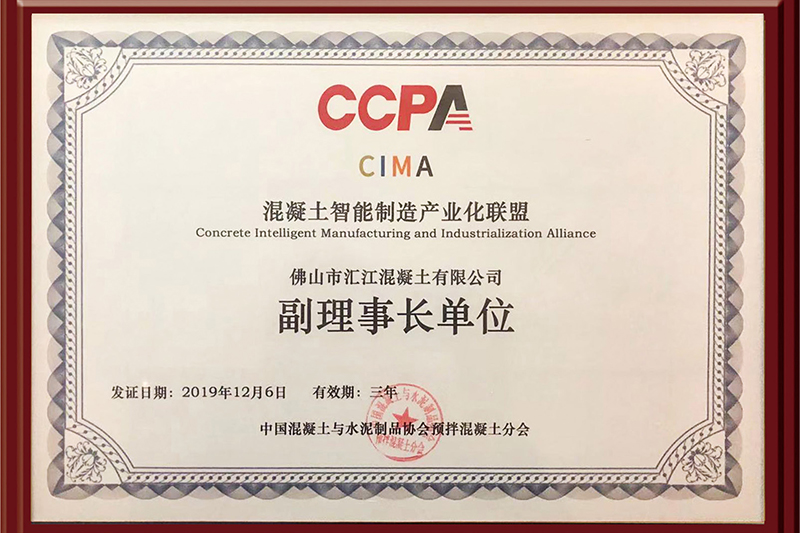 CCPA
CIMA
混凝土智能制造产业化联盟
Concrete Intelligent Manufacturing and Industrialization Alliance
佛山市汇江混凝土有限公司
副理事长单位
发证日期：2019年12月6日 有效期：三年
中国混凝土与水泥制品协会预拌混凝土分会